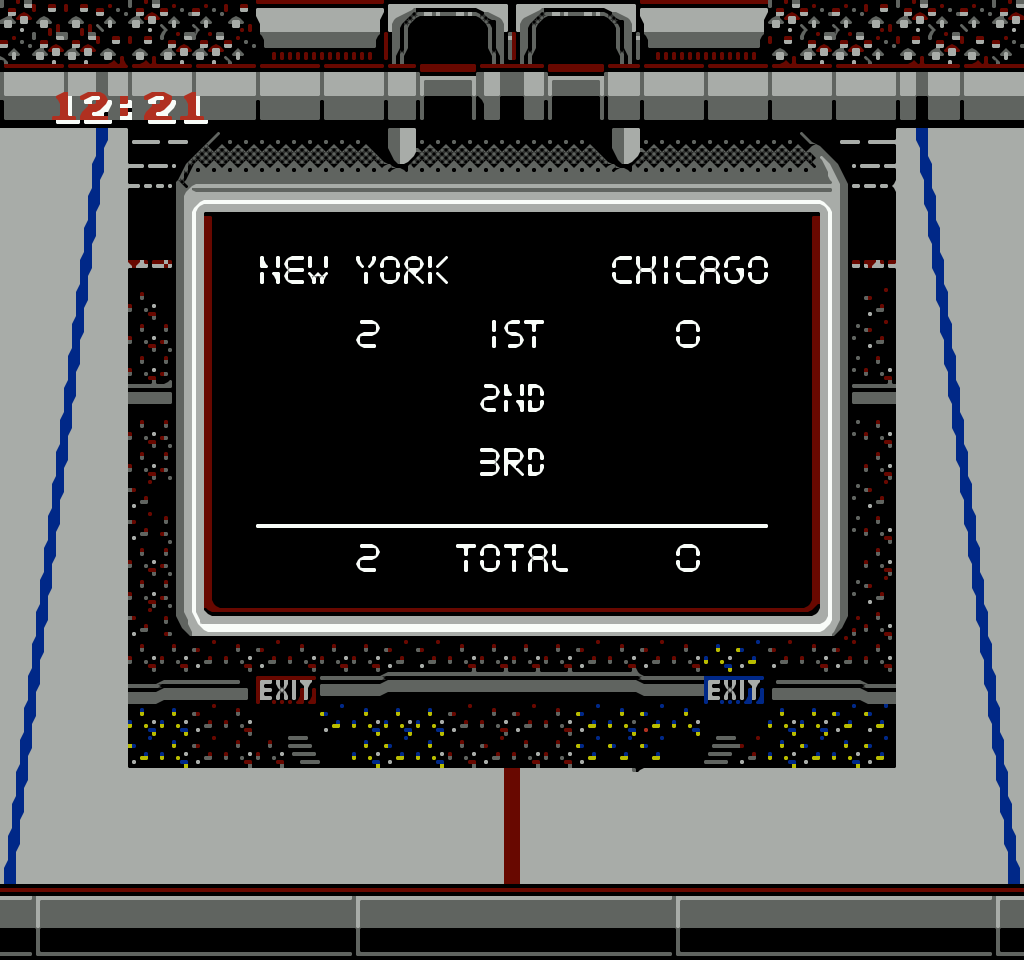 12:21
NEW YORK CHICAGO
2 1ST 0
2ND
3RD
2 TOTAL 0
EXIT EXIT